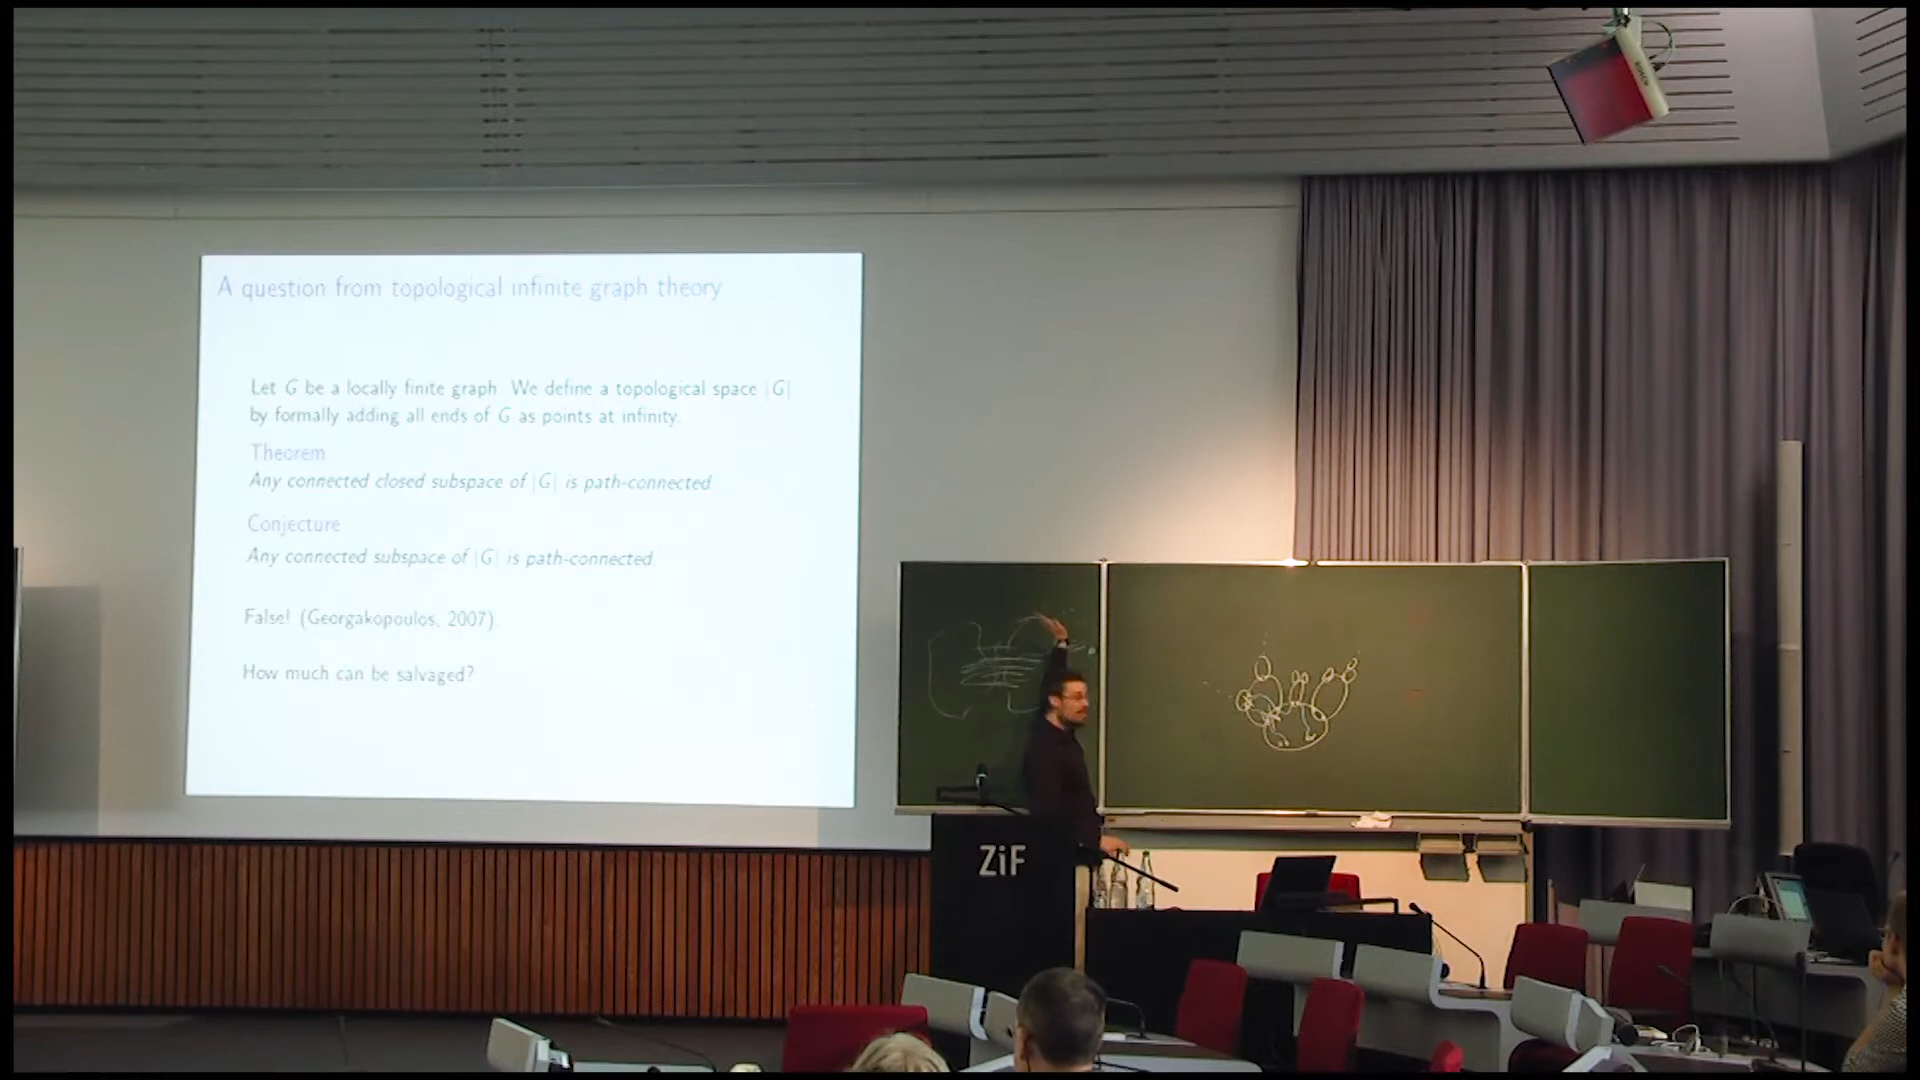 A question from topological infinite graph theory
Let G be a locally finite graph. We define a topological space |G|
by formally adding all ends of G as points at infinity.
Theorem
Any connected closed subspace of |G| is path-connected.
Conjecture
Any connected subspace of |G| is path-connected.
False! (Georgakopoulos, 2007).
How much can be salvaged?
ZiF